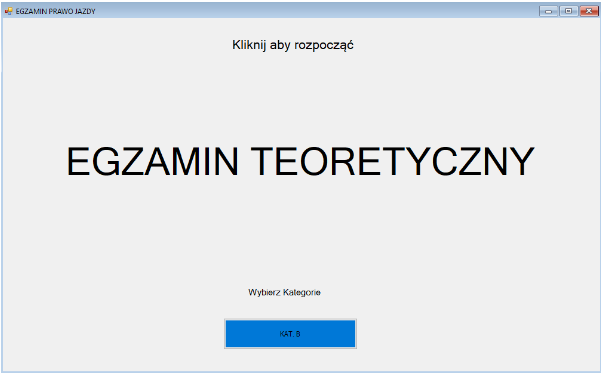 EGZAMIN PRAWO JAZDY
Kliknij aby rozpocząć
EGZAMIN TEORETYCZNY
Wybierz Kategorie
KAT. B